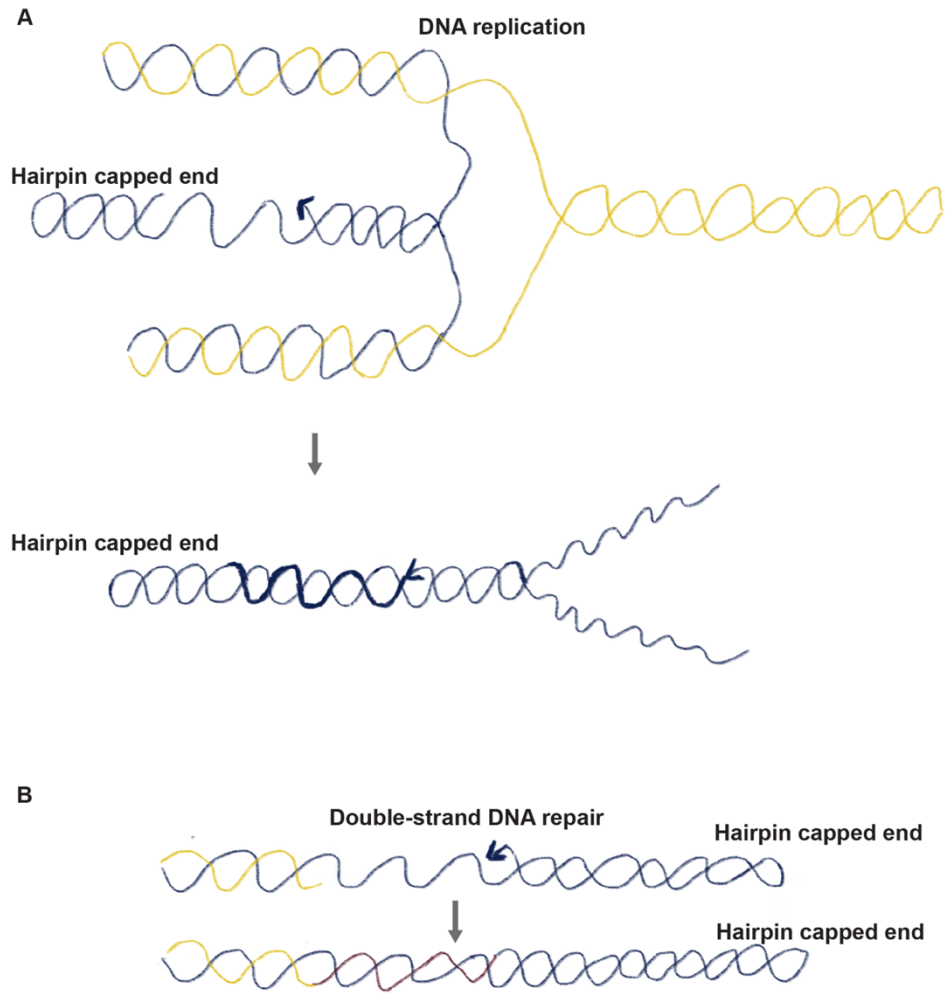 A
DNA replication
Hairpin capped end
Hairpin capped end
B
Double-strand DNA repair
Hairpin capped end
Hairpin capped end